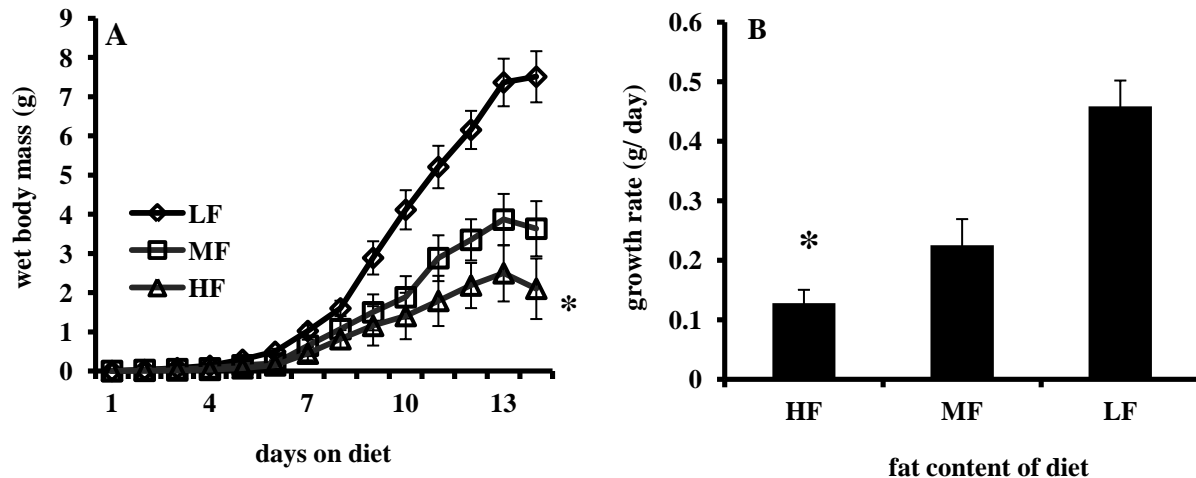 A
wet body mass (g)
9
8
7
6
5
4
3
2
1
0
LF
MF
HF
*
1
4
7
10
13
days on diet
B
growth rate (g/ day)
0.6
0.5
0.4
0.3
0.2
0.1
0
*
HF
MF
LF
fat content of diet